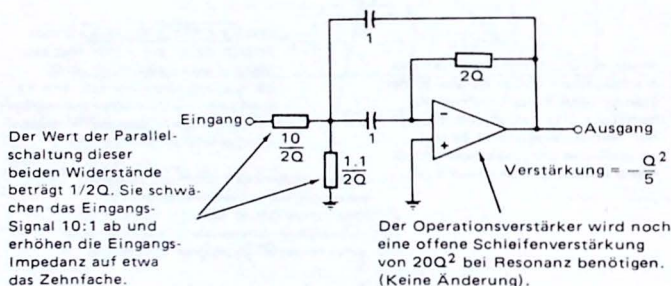 1
2Q
Eingang
10
2Q
1
-
+
Ausgang
1.1
2Q
Verstärkung = -Q²/5
Der Wert der Parallel-
schaltung dieser
beiden Widerstände
beträgt 1/2Q. Sie schwä-
chen das Eingangs-
Signal 10:1 ab und
erhöhen die Eingangs-
Impedanz auf etwa
das Zehnfache.
Der Operationsverstärker wird noch
eine offene Schleifenverstärkung
von 20Q² bei Resonanz benötigen.
(Keine Änderung).